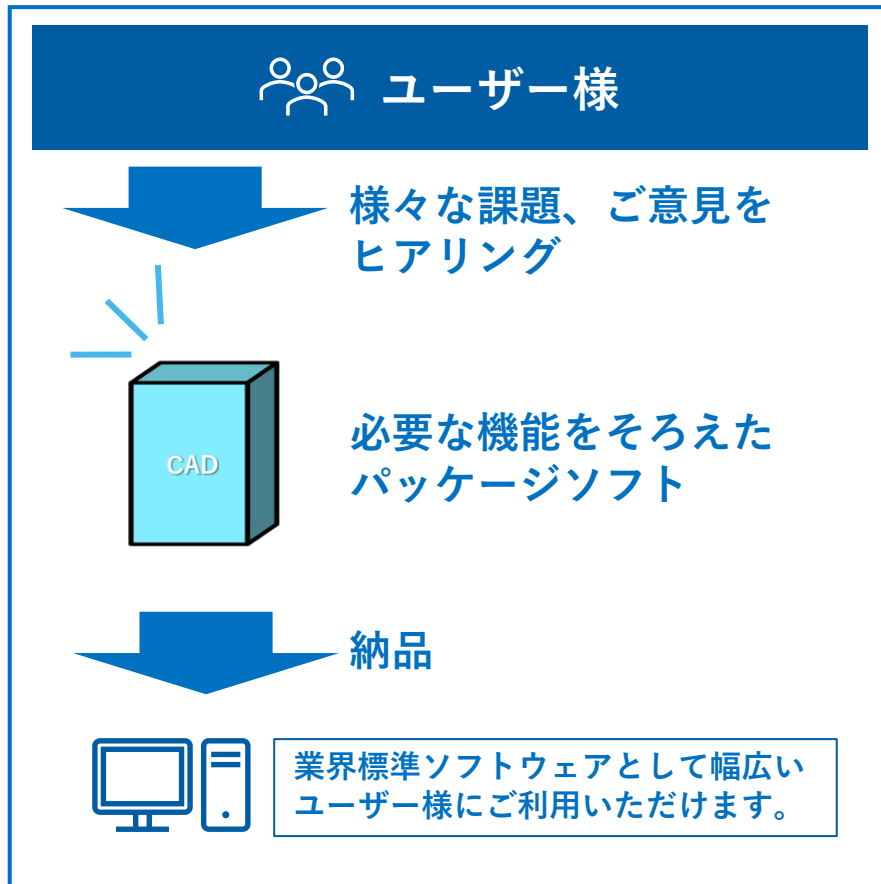 ユーザー様
様々な課題、ご意見を
ヒアリング
CAD
必要な機能をそろえた
パッケージソフト
納品
業界標準ソフトウェアとして幅広い
ユーザー様にご利用いただけます。